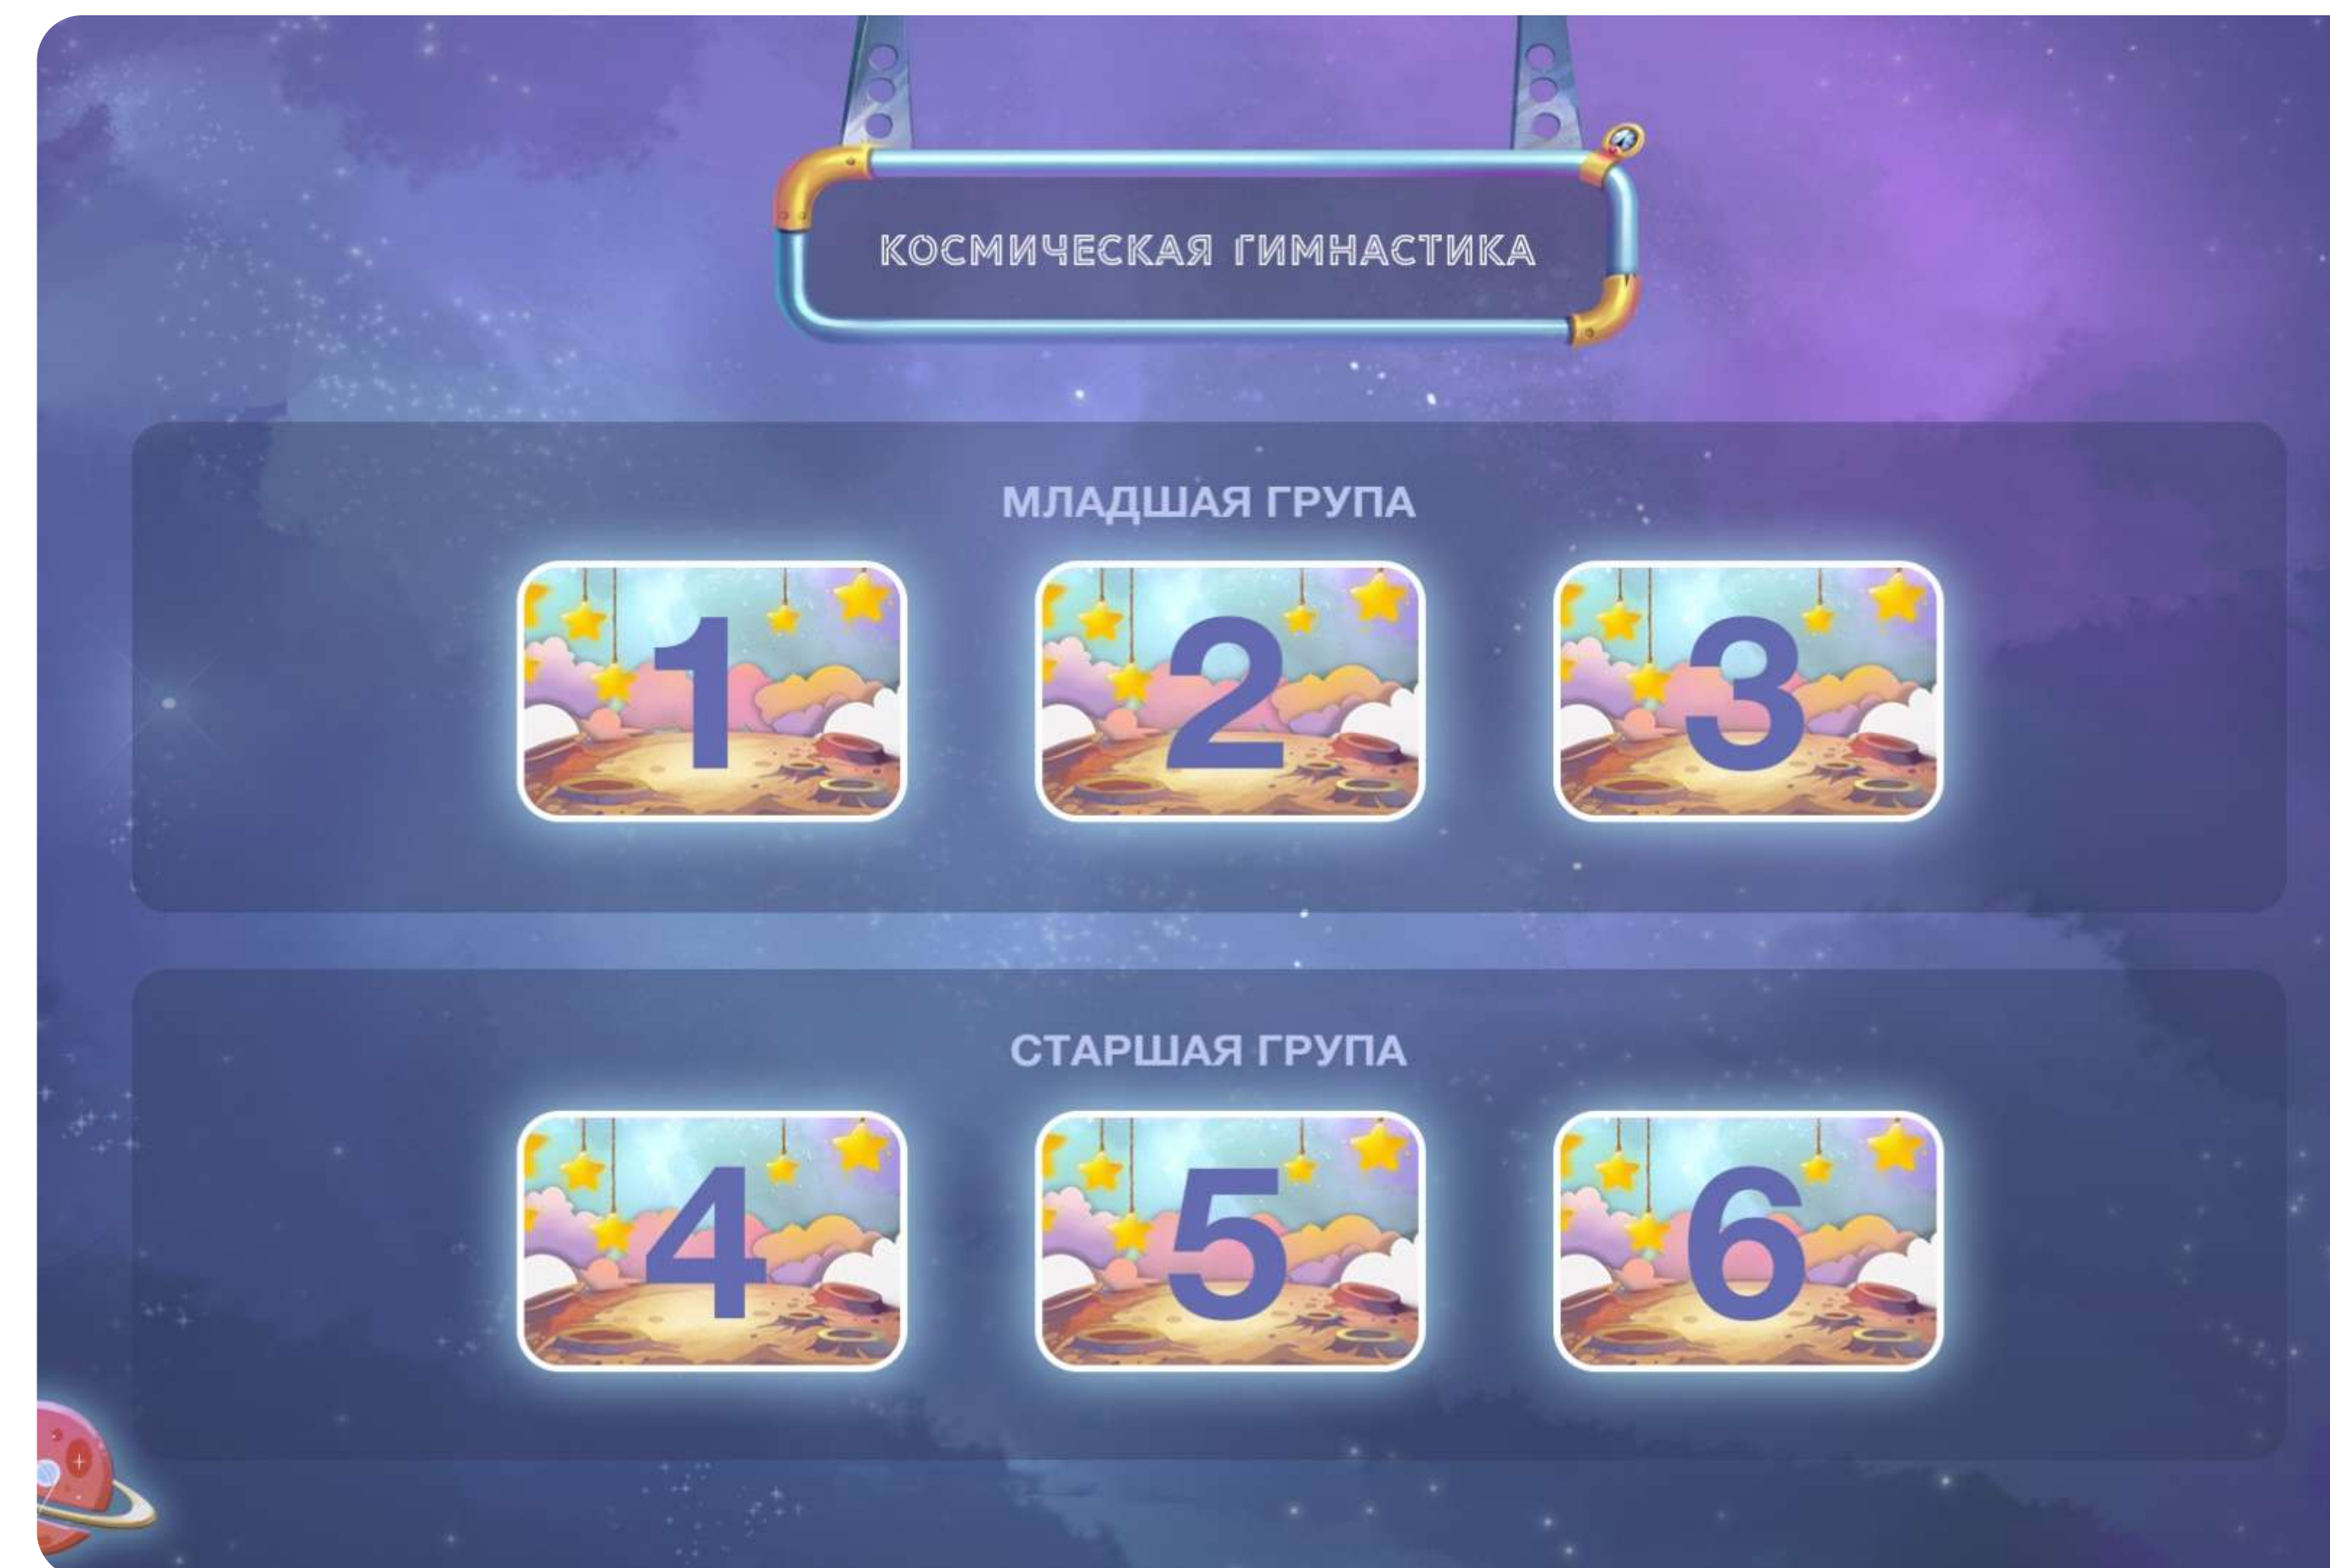 КОСМИЧЕСКАЯ ГИМНАСТИКА
МЛАДШАЯ ГРУПА
1 2 3
СТАРШАЯ ГРУПА
4 5 6